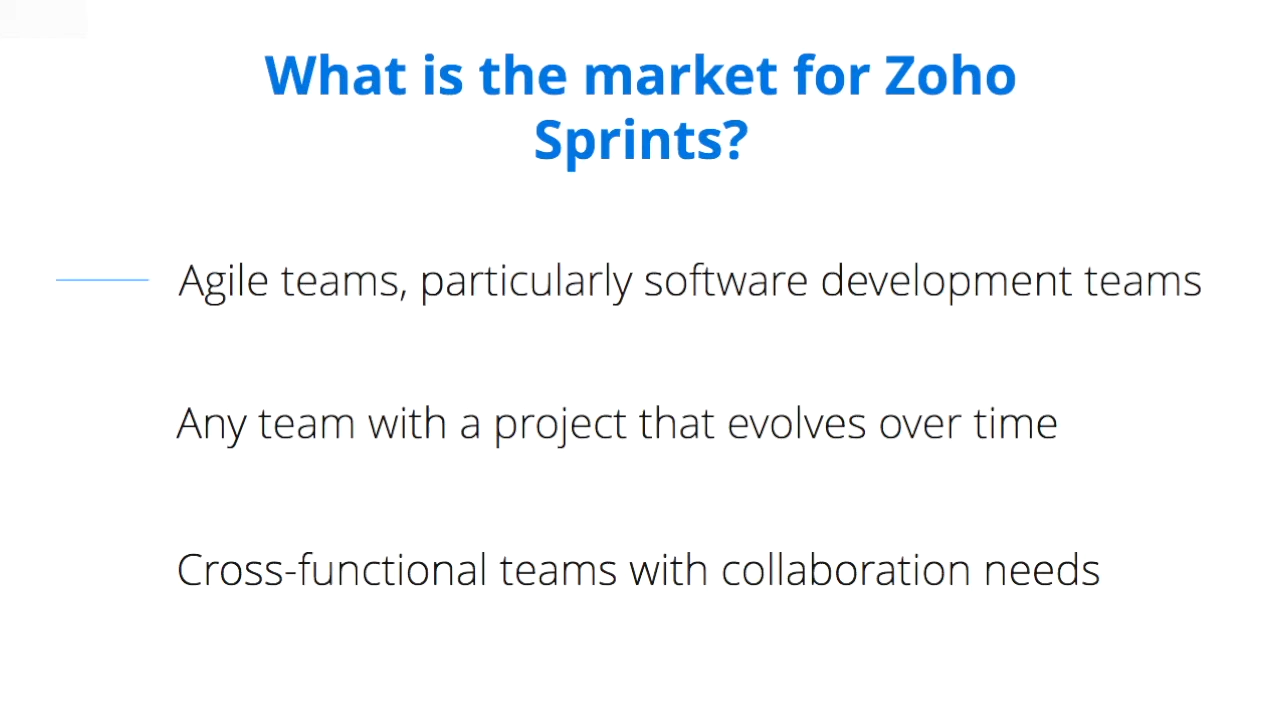 What is the market for Zoho
Sprints?
Agile teams, particularly software development teams
Any team with a project that evolves over time
Cross-functional teams with collaboration needs